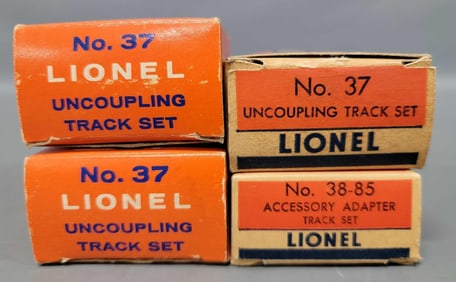 No. 37
LIONEL
UNCOUPLING
TRACK SET
No. 37
UNCOUPLING TRACK SET
LIONEL
No. 37
LIONEL
UNCOUPLING
TRACK SET
No. 38-85
ACCESSORY ADAPTER
TRACK SET
LIONEL